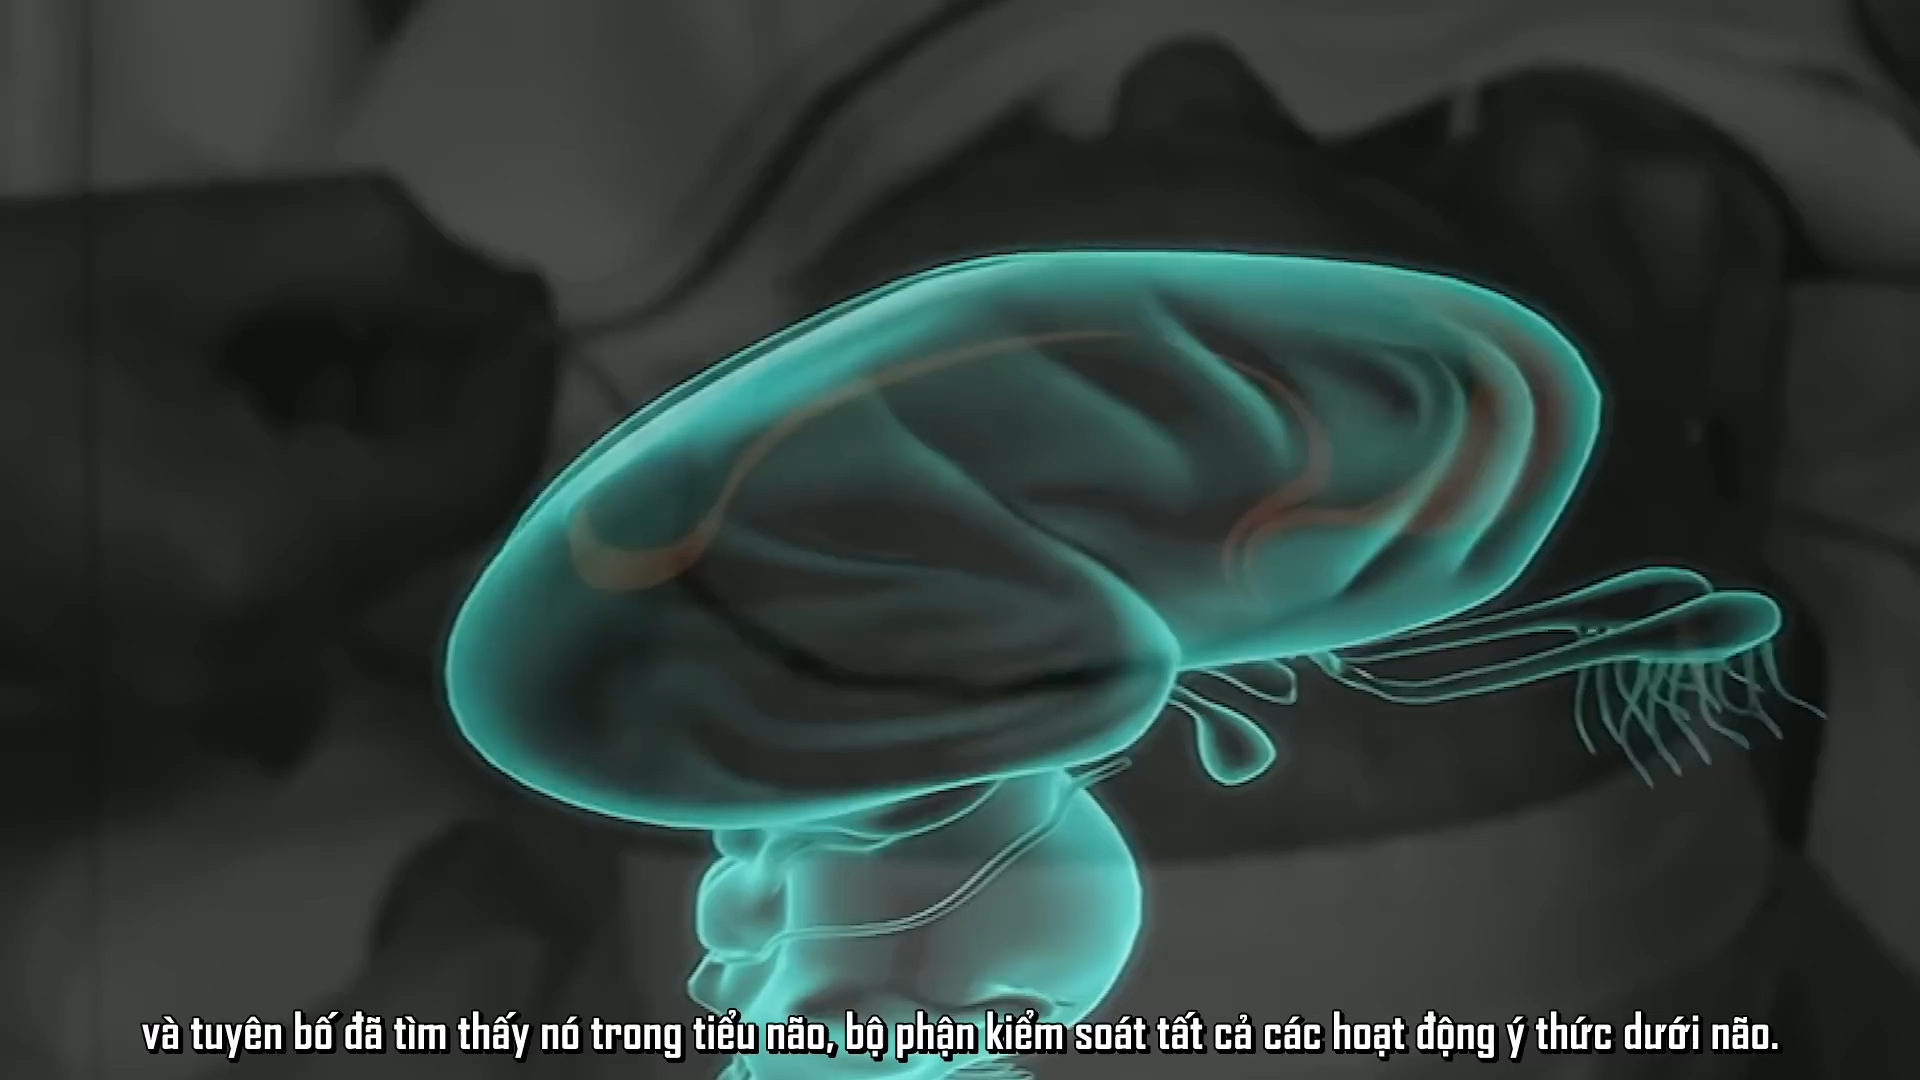 và tuyên bố đã tìm thấy nó trong tiểu não, bộ phận kiểm soát tất cả các hoạt động ý thức dưới não.